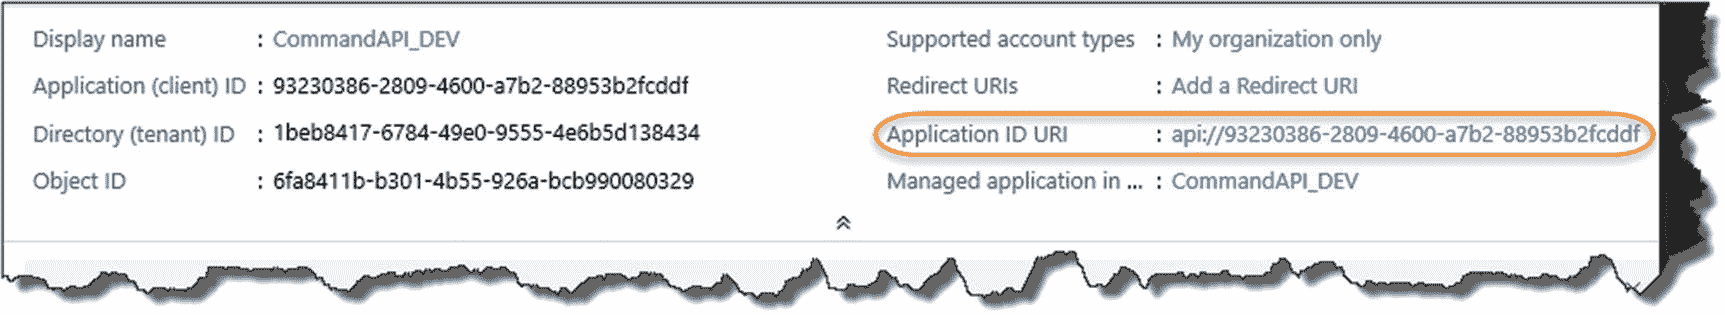 Display name : CommandAPI_DEV
Application (client) ID : 93230386-2809-4600-a7b2-88953b2fcddf
Directory (tenant) ID : 1beb8417-6784-49e0-9555-4e6b5d138434
Object ID : 6fa8411b-b301-4b55-926a-bcb990080329
Supported account types : My organization only
Redirect URIs : Add a Redirect URI
Application ID URI : api://93230386-2809-4600-a7b2-88953b2fcddf
Managed application in ... : CommandAPI_DEV